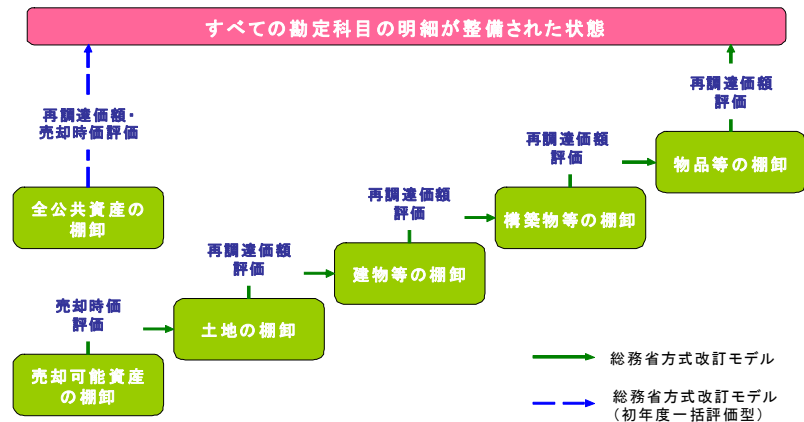 すべての勘定科目の明細が整備された状態
再調達価額・
売却時価評価
全公共資産の
棚卸
売却時価
評価
売却可能資産
の棚卸
再調達価額
評価
土地の棚卸
再調達価額
評価
建物等の棚卸
再調達価額
評価
構築物等の棚卸
再調達価額
評価
物品等の棚卸
総務省方式改訂モデル
総務省方式改訂モデル
（初年度一括評価型）